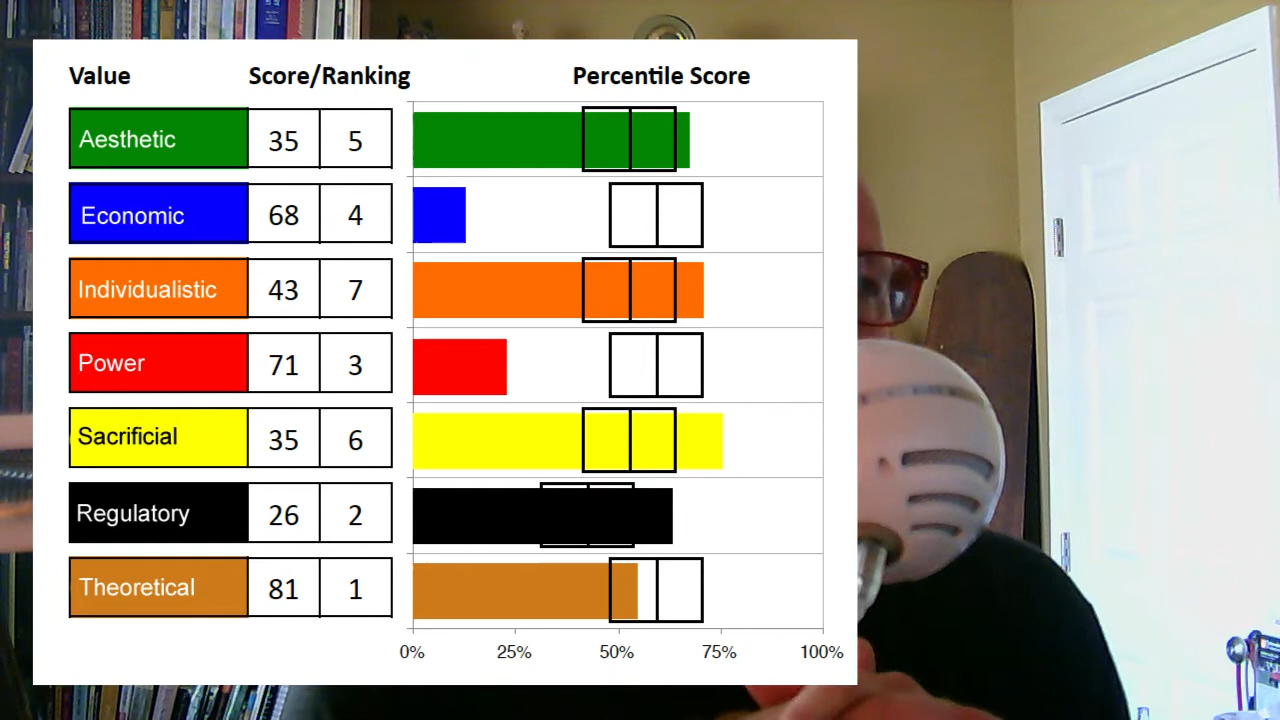 Value Score/Ranking Percentile Score
Aesthetic 35 5
Economic 68 4
Individualistic 43 7
Power 71 3
Sacrificial 35 6
Regulatory 26 2
Theoretical 81 1
0% 25% 50% 75% 100%